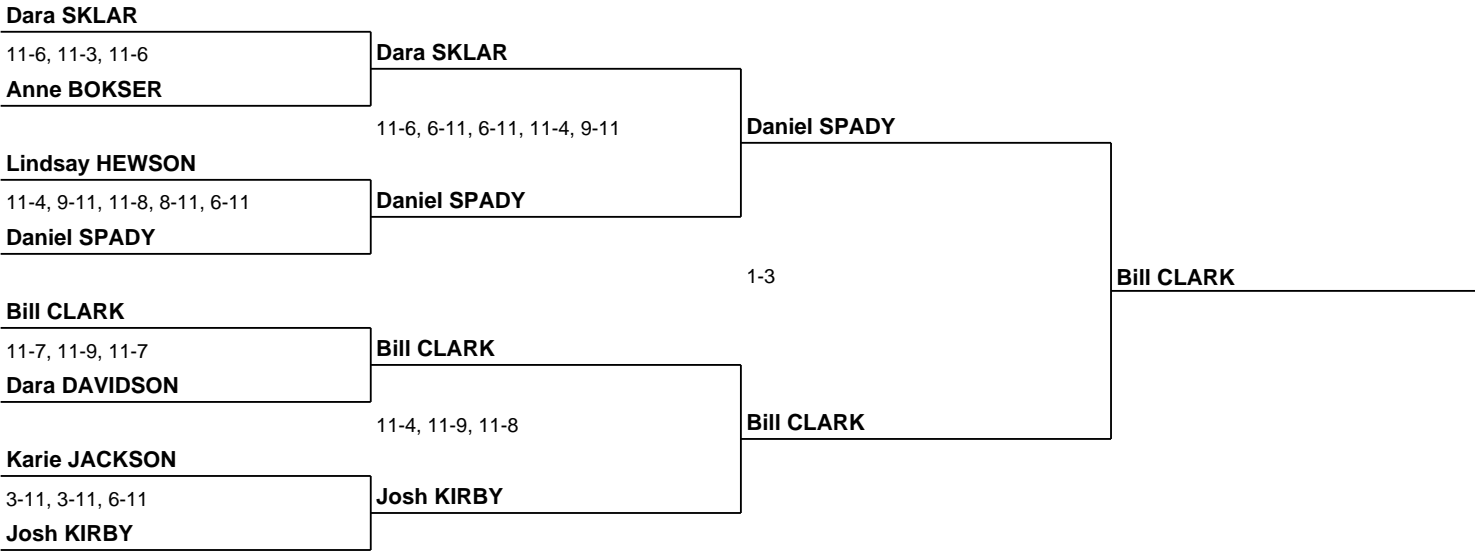 Dara SKLAR
11-6, 11-3, 11-6
Dara SKLAR
Anne BOKSER
11-6, 6-11, 6-11, 11-4, 9-11
Daniel SPADY
Lindsay HEWSON
11-4, 9-11, 11-8, 8-11, 6-11
Daniel SPADY
Daniel SPADY
1-3
Bill CLARK
Bill CLARK
11-7, 11-9, 11-7
Bill CLARK
Dara DAVIDSON
11-4, 11-9, 11-8
Bill CLARK
Karie JACKSON
3-11, 3-11, 6-11
Josh KIRBY
Josh KIRBY